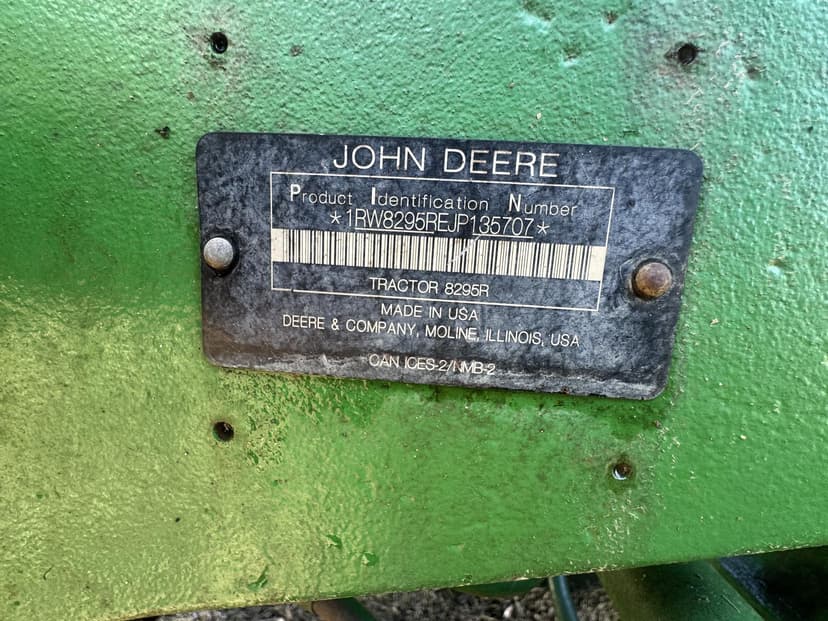 JOHN DEERE
Product Identification Number
*1RW8295REJP135707*
TRACTOR 8295R
MADE IN USA
DEERE & COMPANY, MOLINE, ILLINOIS, USA
CAN ICES-2/NMB-2